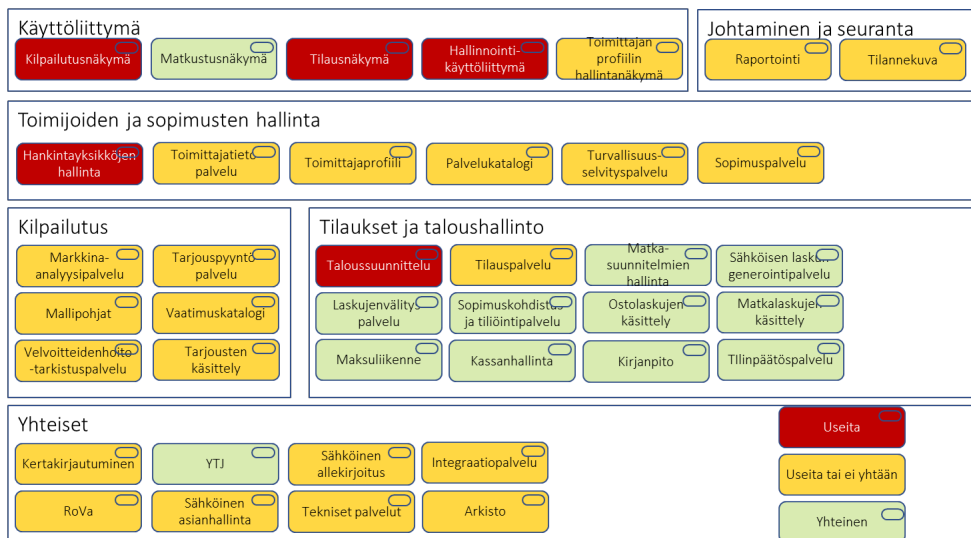 Käyttöliittymä
Kilpailutusnäkymä
Matkustusnäkymä
Tilausnäkymä
Hallinnointi-
käyttöliittymä
Toimittajan
profiilin
hallintanäkymä
Johtaminen ja seuranta
Raportointi
Tilannekuva
Toimijoiden ja sopimusten hallinta
Hankintayksikköjen
hallinta
Toimittajatieto
palvelu
Toimittajaprofiili
Palvelukatalogi
Turvallisuus-
selvityspalvelu
Sopimuspalvelu
Kilpailutus
Markkina-
analyysipalvelu
Tarjouspyyntö
palvelu
Mallipohjat
Vaatimuskatalogi
Velvoitteidenhoito
-tarkistuspalvelu
Tarjousten
käsittely
Tilaukset ja taloushallinto
Taloussuunnittelu
Tilauspalvelu
Matka-
suunnitelmien
hallinta
Sähköisen laskun
generointipalvelu
Laskujenvälitys
palvelu
Sopimuskohdistus
ja tiliöintipalvelu
Ostolaskujen
käsittely
Matkalaskujen
käsittely
Maksuliikenne
Kassanhallinta
Kirjanpito
TIlinpäätöspalvelu
Yhteiset
Kertakirjautuminen
YTJ
Sähköinen
allekirjoitus
Integraatiopalvelu
RoVa
Sähköinen
asianhallinta
Tekniset palvelut
Arkisto
Useita
Useita tai ei yhtään
Yhteinen